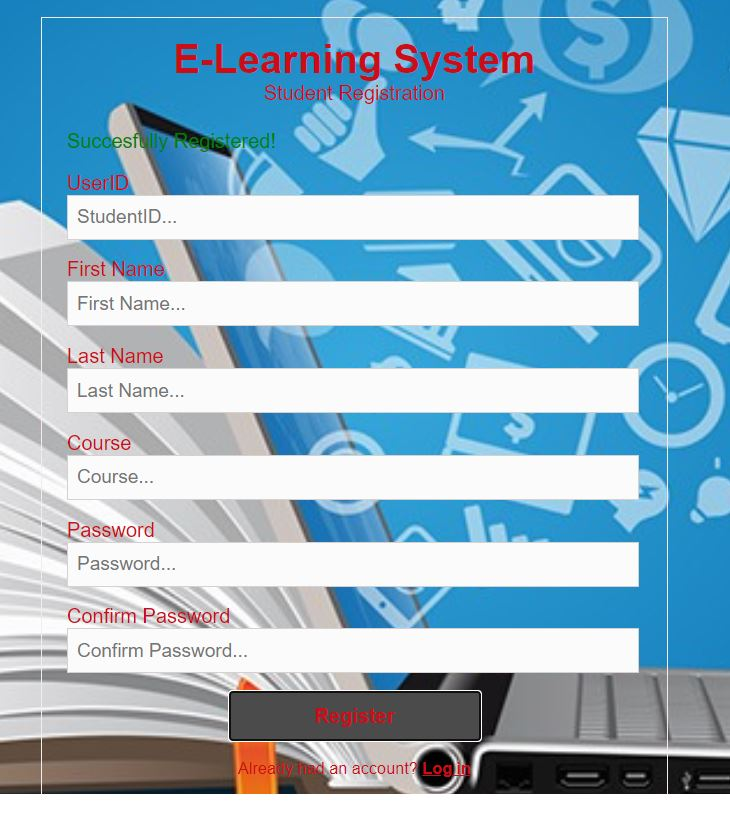 E-Learning System
Student Registration
Succesfully Registered!
UserID
StudentID...
First Name
First Name...
Last Name
Last Name...
Course
Course...
Password
Password...
Confirm Password
Confirm Password...
Register
Already had an account? Log in